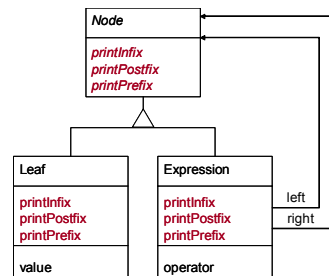 Node
printInfix
printPostfix
printPrefix
Leaf
printInfix
printPostfix
printPrefix
value
Expression
printInfix
printPostfix
printPrefix
operator
left
right